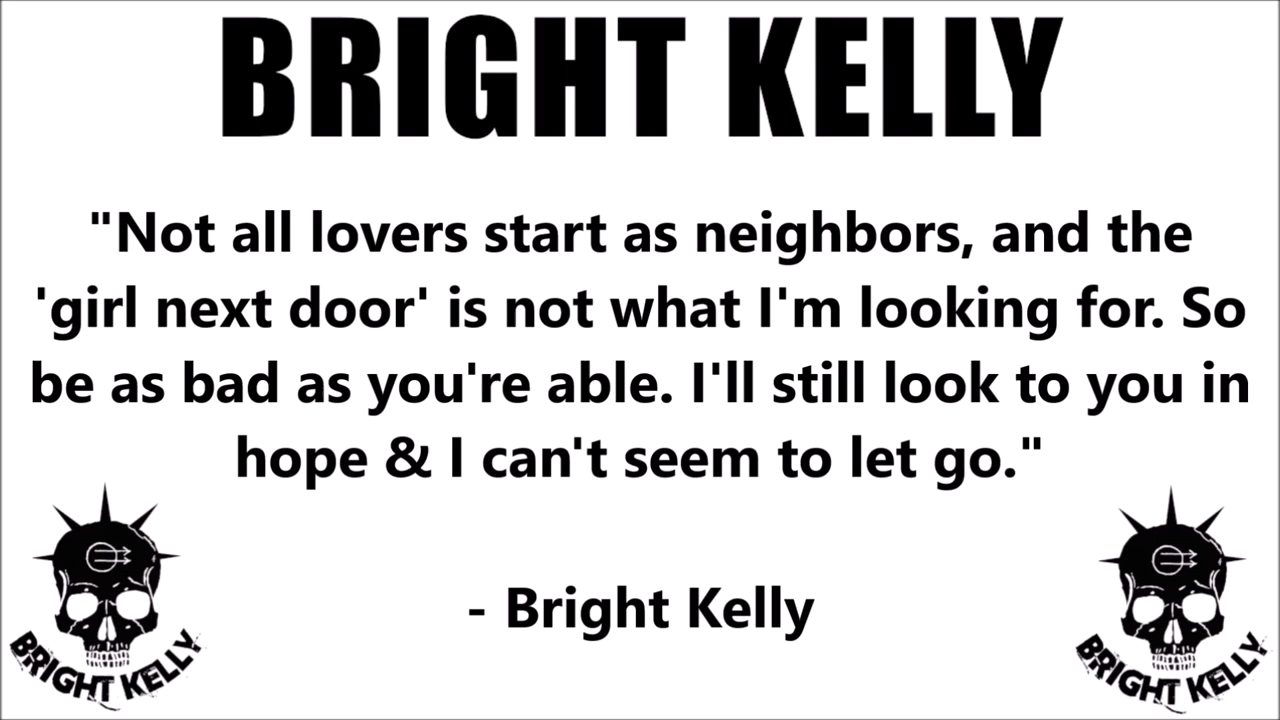 BRIGHT KELLY
"Not all lovers start as neighbors, and the
'girl next door' is not what I'm looking for. So
be as bad as you're able. I'll still look to you in
hope & I can't seem to let go."
- Bright Kelly
BRIGHT KELLY
BRIGHT KELLY